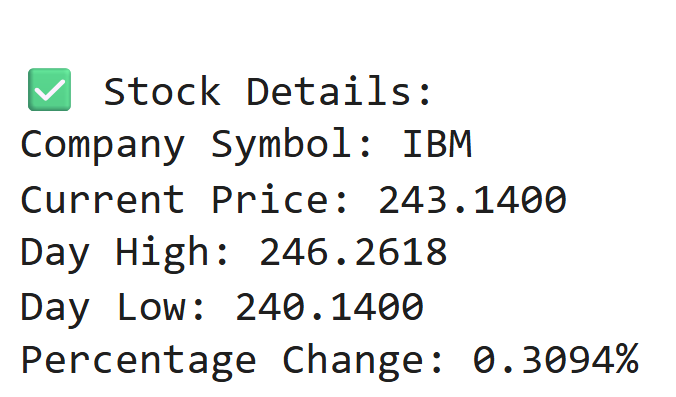 ✅ Stock Details:
Company Symbol: IBM
Current Price: 243.1400
Day High: 246.2618
Day Low: 240.1400
Percentage Change: 0.3094%